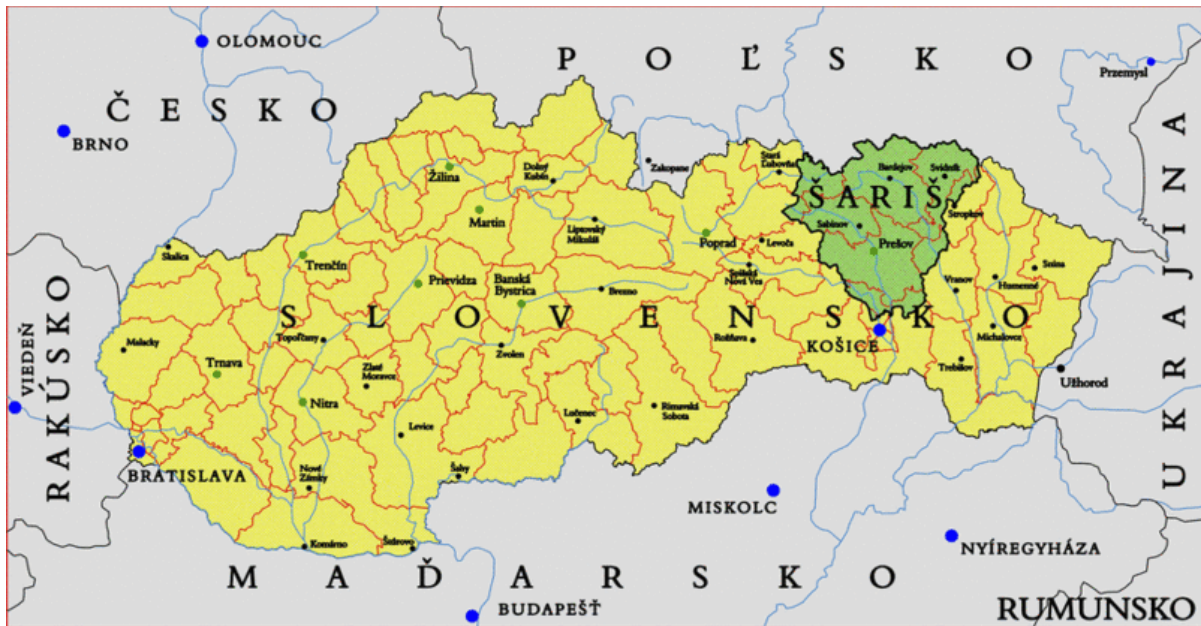 OLOMOUC
POĽSKO
Przemysl
ČESKO
BRNO
Zakopane
Stará
Ľubovňa
Bardejov
Svidník
Žilina
Dolný
Kubín
ŠARIŠ
Martin
Liptovský
Mikuláš
Sabinov
Stropkov
Poprad
Levoča
Prešov
Skalica
Trenčín
Prievidza
Banská
Bystrica
Brezno
Spišská
Nová Ves
Vranov
Humenné
Snina
UKRAJINA
RAKÚSKO
VIEDEŇ
SLOVENSKO
Malacky
Topoľčany
Zvolen
Rožňava
KOŠICE
Michalovce
Trnava
Zlaté
Moravce
Trebišov
Užhorod
Nitra
Levice
Lučenec
Rimavská
Sobota
BRATISLAVA
Nové
Zámky
Šahy
MISKOLC
Komárno
Štúrovo
NYÍREGYHÁZA
MAĎARSKO
BUDAPEŠŤ
RUMUNSKO